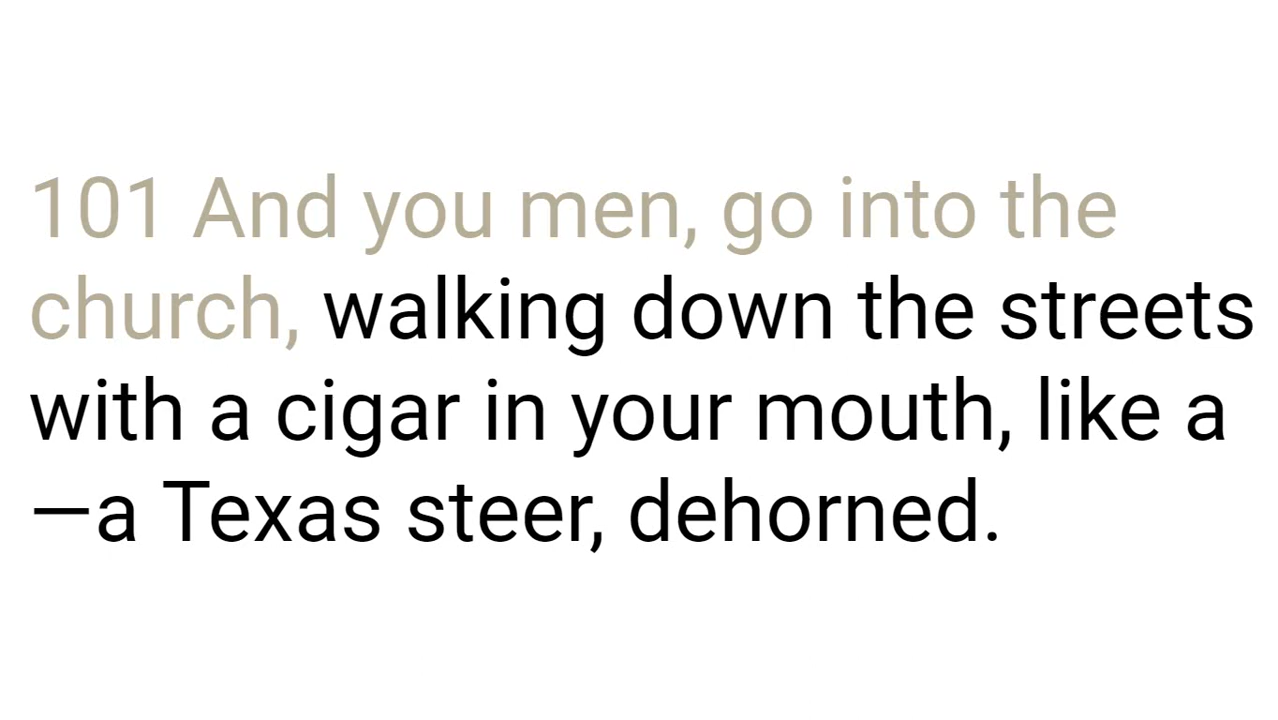 101 And you men, go into the
church, walking down the streets
with a cigar in your mouth, like a
—a Texas steer, dehorned.